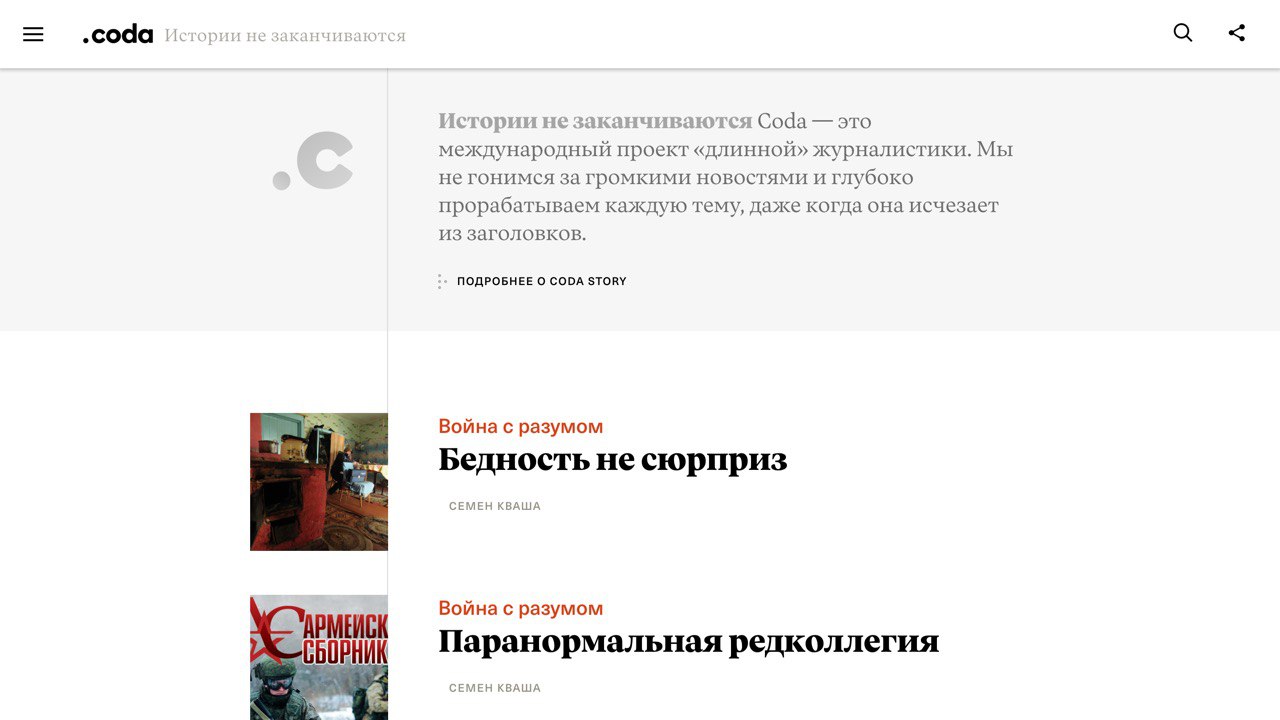 .coda Истории не заканчиваются
.c
Истории не заканчиваются Coda — это
международный проект «длинной» журналистики. Мы
не гонимся за громкими новостями и глубоко
прорабатываем каждую тему, даже когда она исчезает
из заголовков.
ПОДРОБНЕЕ О CODA STORY
Война с разумом
Бедность не сюрприз
СЕМЕН КВАША
Война с разумом
Паранормальная редколлегия
СЕМЕН КВАША
АРМЕЙСК
СБОРНИК